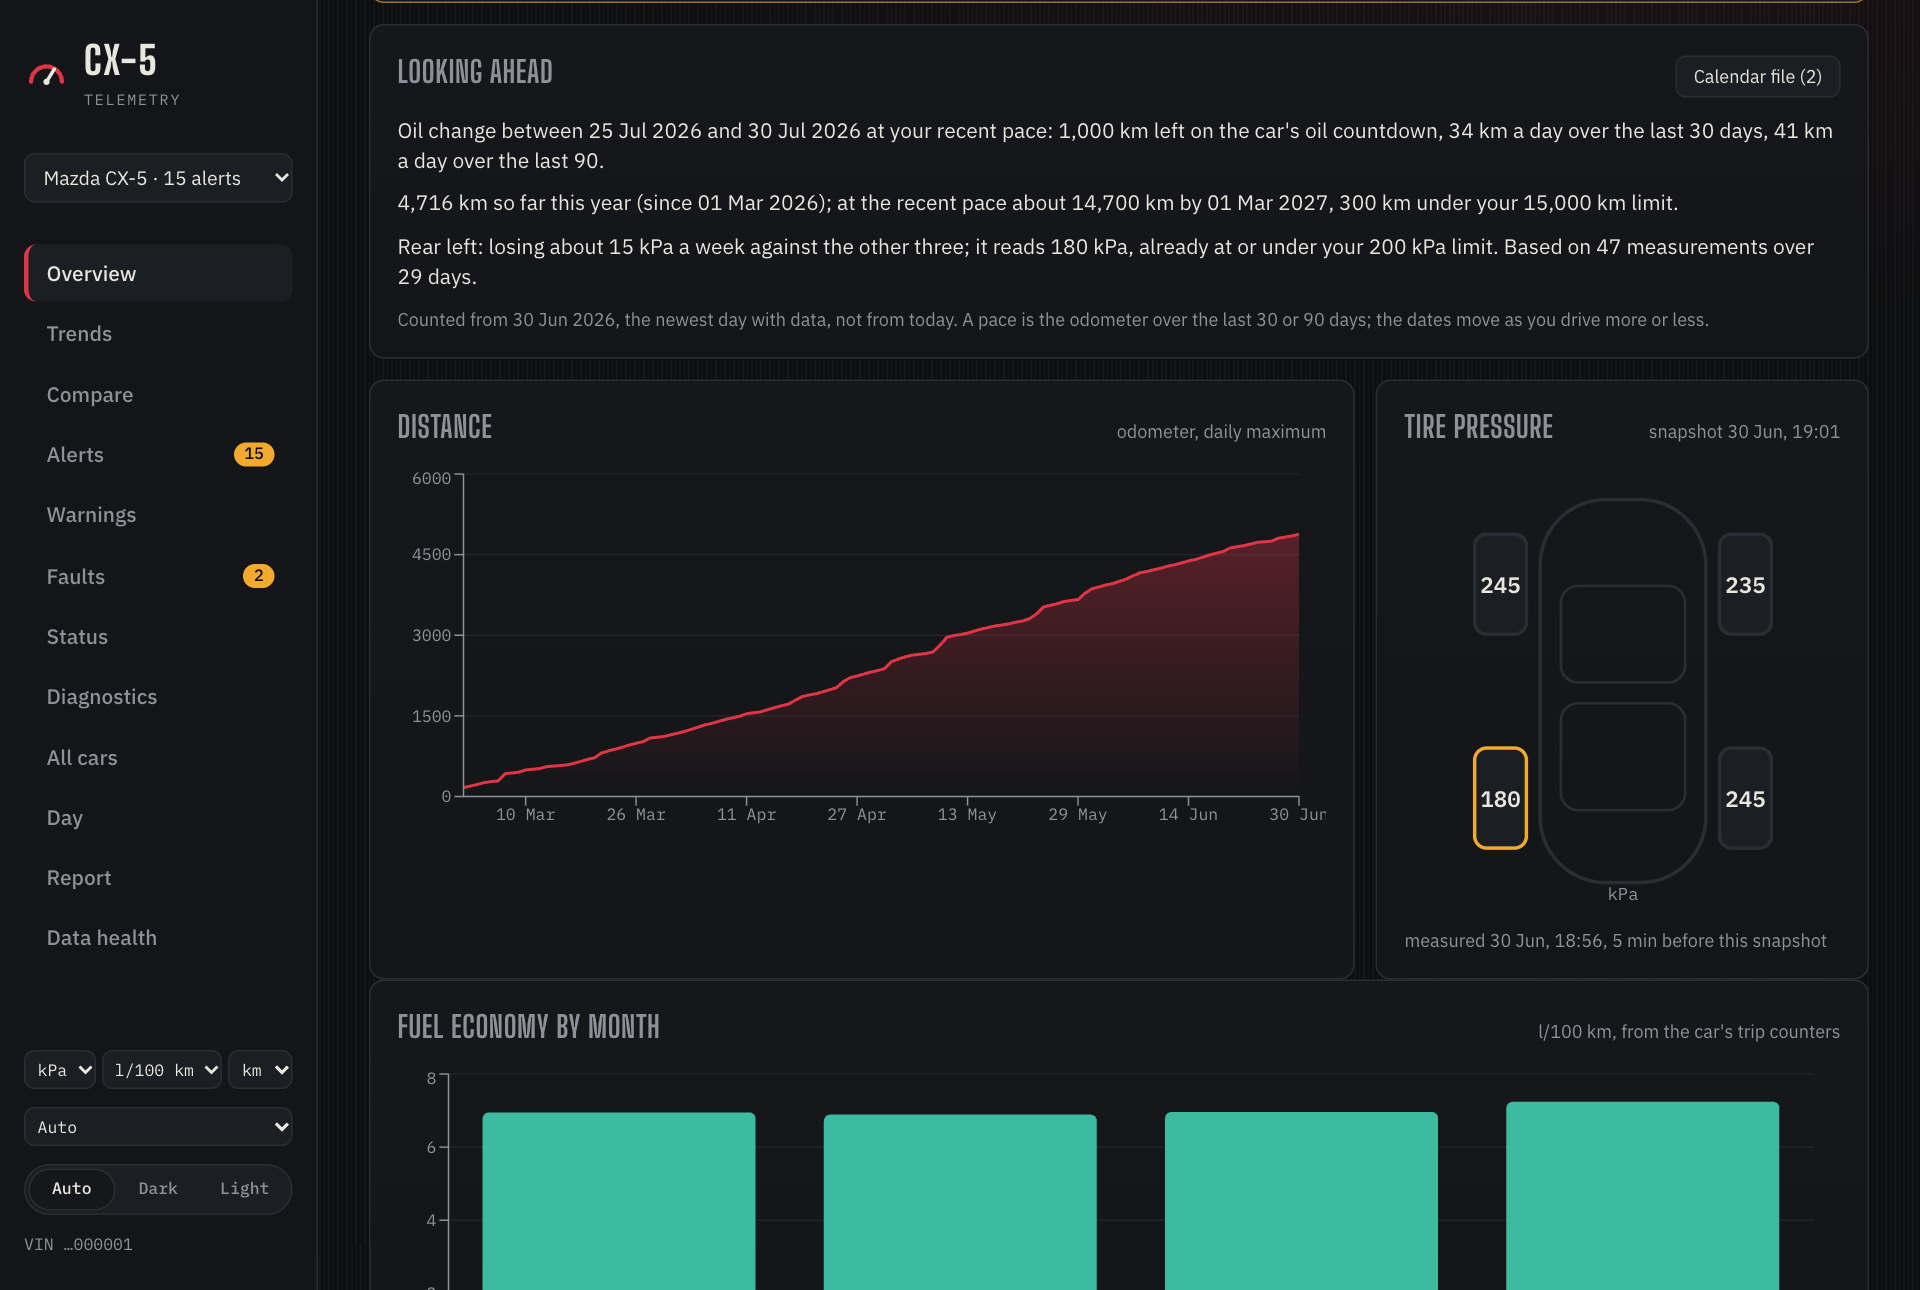 CX-5
TELEMETRY
Mazda CX-5 · 15 alerts
Overview
Trends
Compare
Alerts 15
Warnings
Faults 2
Status
Diagnostics
All cars
Day
Report
Data health
kPa l/100 km km
Auto
Auto Dark Light
VIN …000001
LOOKING AHEAD
Calendar file (2)
Oil change between 25 Jul 2026 and 30 Jul 2026 at your recent pace: 1,000 km left on the car's oil countdown, 34 km a day over the last 30 days, 41 km
a day over the last 90.
4,716 km so far this year (since 01 Mar 2026); at the recent pace about 14,700 km by 01 Mar 2027, 300 km under your 15,000 km limit.
Rear left: losing about 15 kPa a week against the other three; it reads 180 kPa, already at or under your 200 kPa limit. Based on 47 measurements over
29 days.
Counted from 30 Jun 2026, the newest day with data, not from today. A pace is the odometer over the last 30 or 90 days; the dates move as you drive more or less.
DISTANCE
odometer, daily maximum
6000
4500
3000
1500
0
10 Mar 26 Mar 11 Apr 27 Apr 13 May 29 May 14 Jun 30 Jun
TIRE PRESSURE
snapshot 30 Jun, 19:01
245 235
180 245
kPa
measured 30 Jun, 18:56, 5 min before this snapshot
FUEL ECONOMY BY MONTH
l/100 km, from the car's trip counters
8
6
4